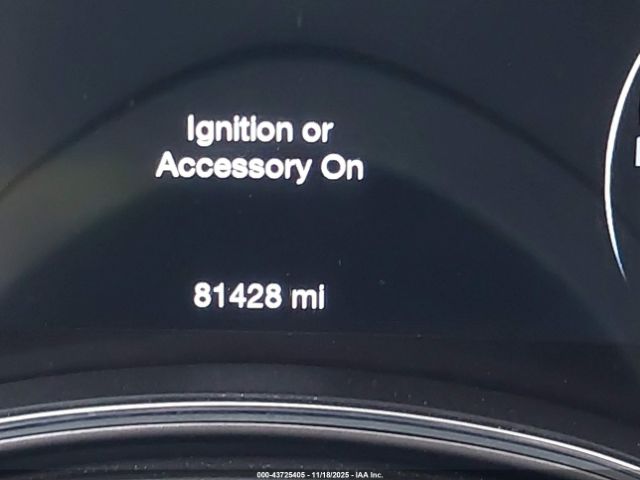 Ignition or
Accessory On
81428 mi
000-43725405 - 11/18/2025 - IAA Inc.